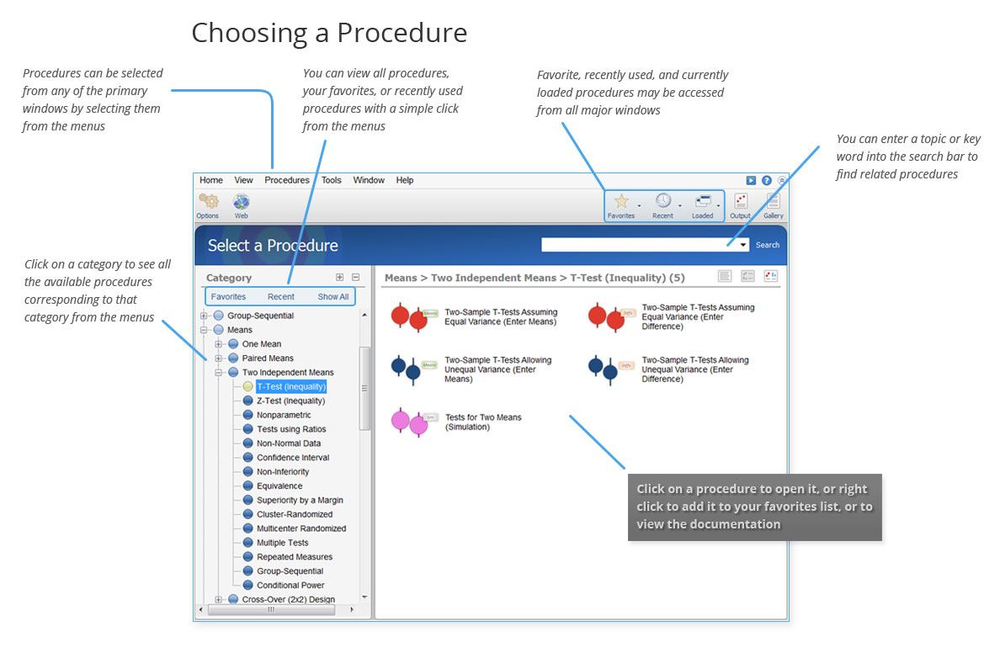 Choosing a Procedure
Procedures can be selected
from any of the primary
windows by selecting them
from the menus
You can view all procedures,
your favorites, or recently used
procedures with a simple click
from the menus
Favorite, recently used, and currently
loaded procedures may be accessed
from all major windows
You can enter a topic or key
word into the search bar to
find related procedures
Home View Procedures Tools Window Help
Options Web Favorites Recent Loaded Output Gallery
Select a Procedure
Search
Click on a category to see all
the available procedures
corresponding to that
category from the menus
Category
Favorites Recent Show All
Group-Sequential
Means
One Mean
Paired Means
Two Independent Means
T-Test (Inequality)
Z-Test (Inequality)
Nonparametric
Tests using Ratios
Non-Normal Data
Confidence Interval
Non-Inferiority
Equivalence
Superiority by a Margin
Cluster-Randomized
Multicenter Randomized
Multiple Tests
Repeated Measures
Group-Sequential
Conditional Power
Cross-Over (2x2) Design
Means > Two Independent Means > T-Test (Inequality) (5)
Means
Two-Sample T-Tests Assuming
Equal Variance (Enter Means)
Diffs
Two-Sample T-Tests Assuming
Equal Variance (Enter
Difference)
Means
Two-Sample T-Tests Allowing
Unequal Variance (Enter
Means)
Diffs
Two-Sample T-Tests Allowing
Unequal Variance (Enter
Difference)
Sim
Tests for Two Means
(Simulation)
Click on a procedure to open it, or right
click to add it to your favorites list, or to
view the documentation